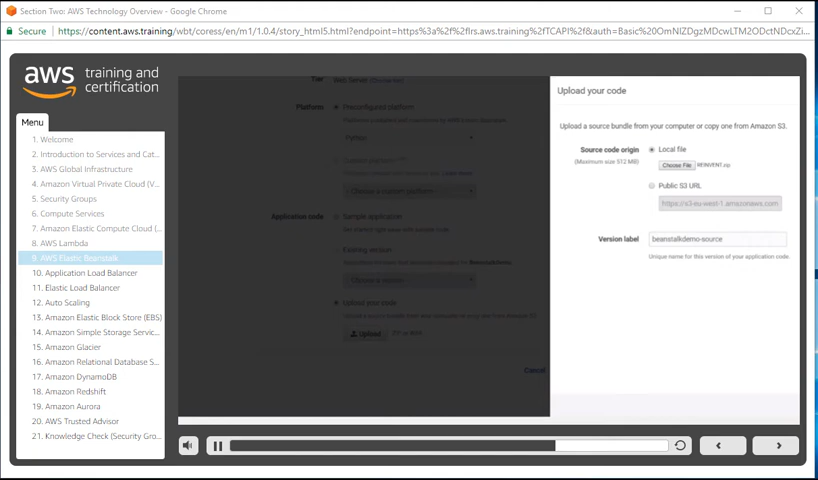 Section Two: AWS Technology Overview - Google Chrome
Secure
https://content.aws.training/wbt/coress/en/m1/1.0.4/story_html5.html?endpoint=https%3a%2f%2flrs.aws.training%2fTCAPI%2f&auth=Basic%20OmNlZDgzMDcwLTM2ODctNDcxZi...
aws training and certification
Menu
1. Welcome
2. Introduction to Services and Cat...
3. AWS Global Infrastructure
4. Amazon Virtual Private Cloud (V...
5. Security Groups
6. Compute Services
7. Amazon Elastic Compute Cloud (...
8. AWS Lambda
9. AWS Elastic Beanstalk
10. Application Load Balancer
11. Elastic Load Balancer
12. Auto Scaling
13. Amazon Elastic Block Store (EBS)
14. Amazon Simple Storage Servic...
15. Amazon Glacier
16. Amazon Relational Database S...
17. Amazon DynamoDB
18. Amazon Redshift
19. Amazon Aurora
20. AWS Trusted Advisor
21. Knowledge Check (Security Gro...
Tier Web Server
Platform Preconfigured platform
Python
Application code Sample application
Existing version
Upload your code
Upload ZIP or WAR
Cancel
Upload your code
Upload a source bundle from your computer or copy one from Amazon S3.
Source code origin Local file
(Maximum size 512 MB) Choose File REINVENT.zip
Public S3 URL
https://s3-eu-west-1.amazonaws.com
Version label beanstalkdemo-source
Unique name for this version of your application code.